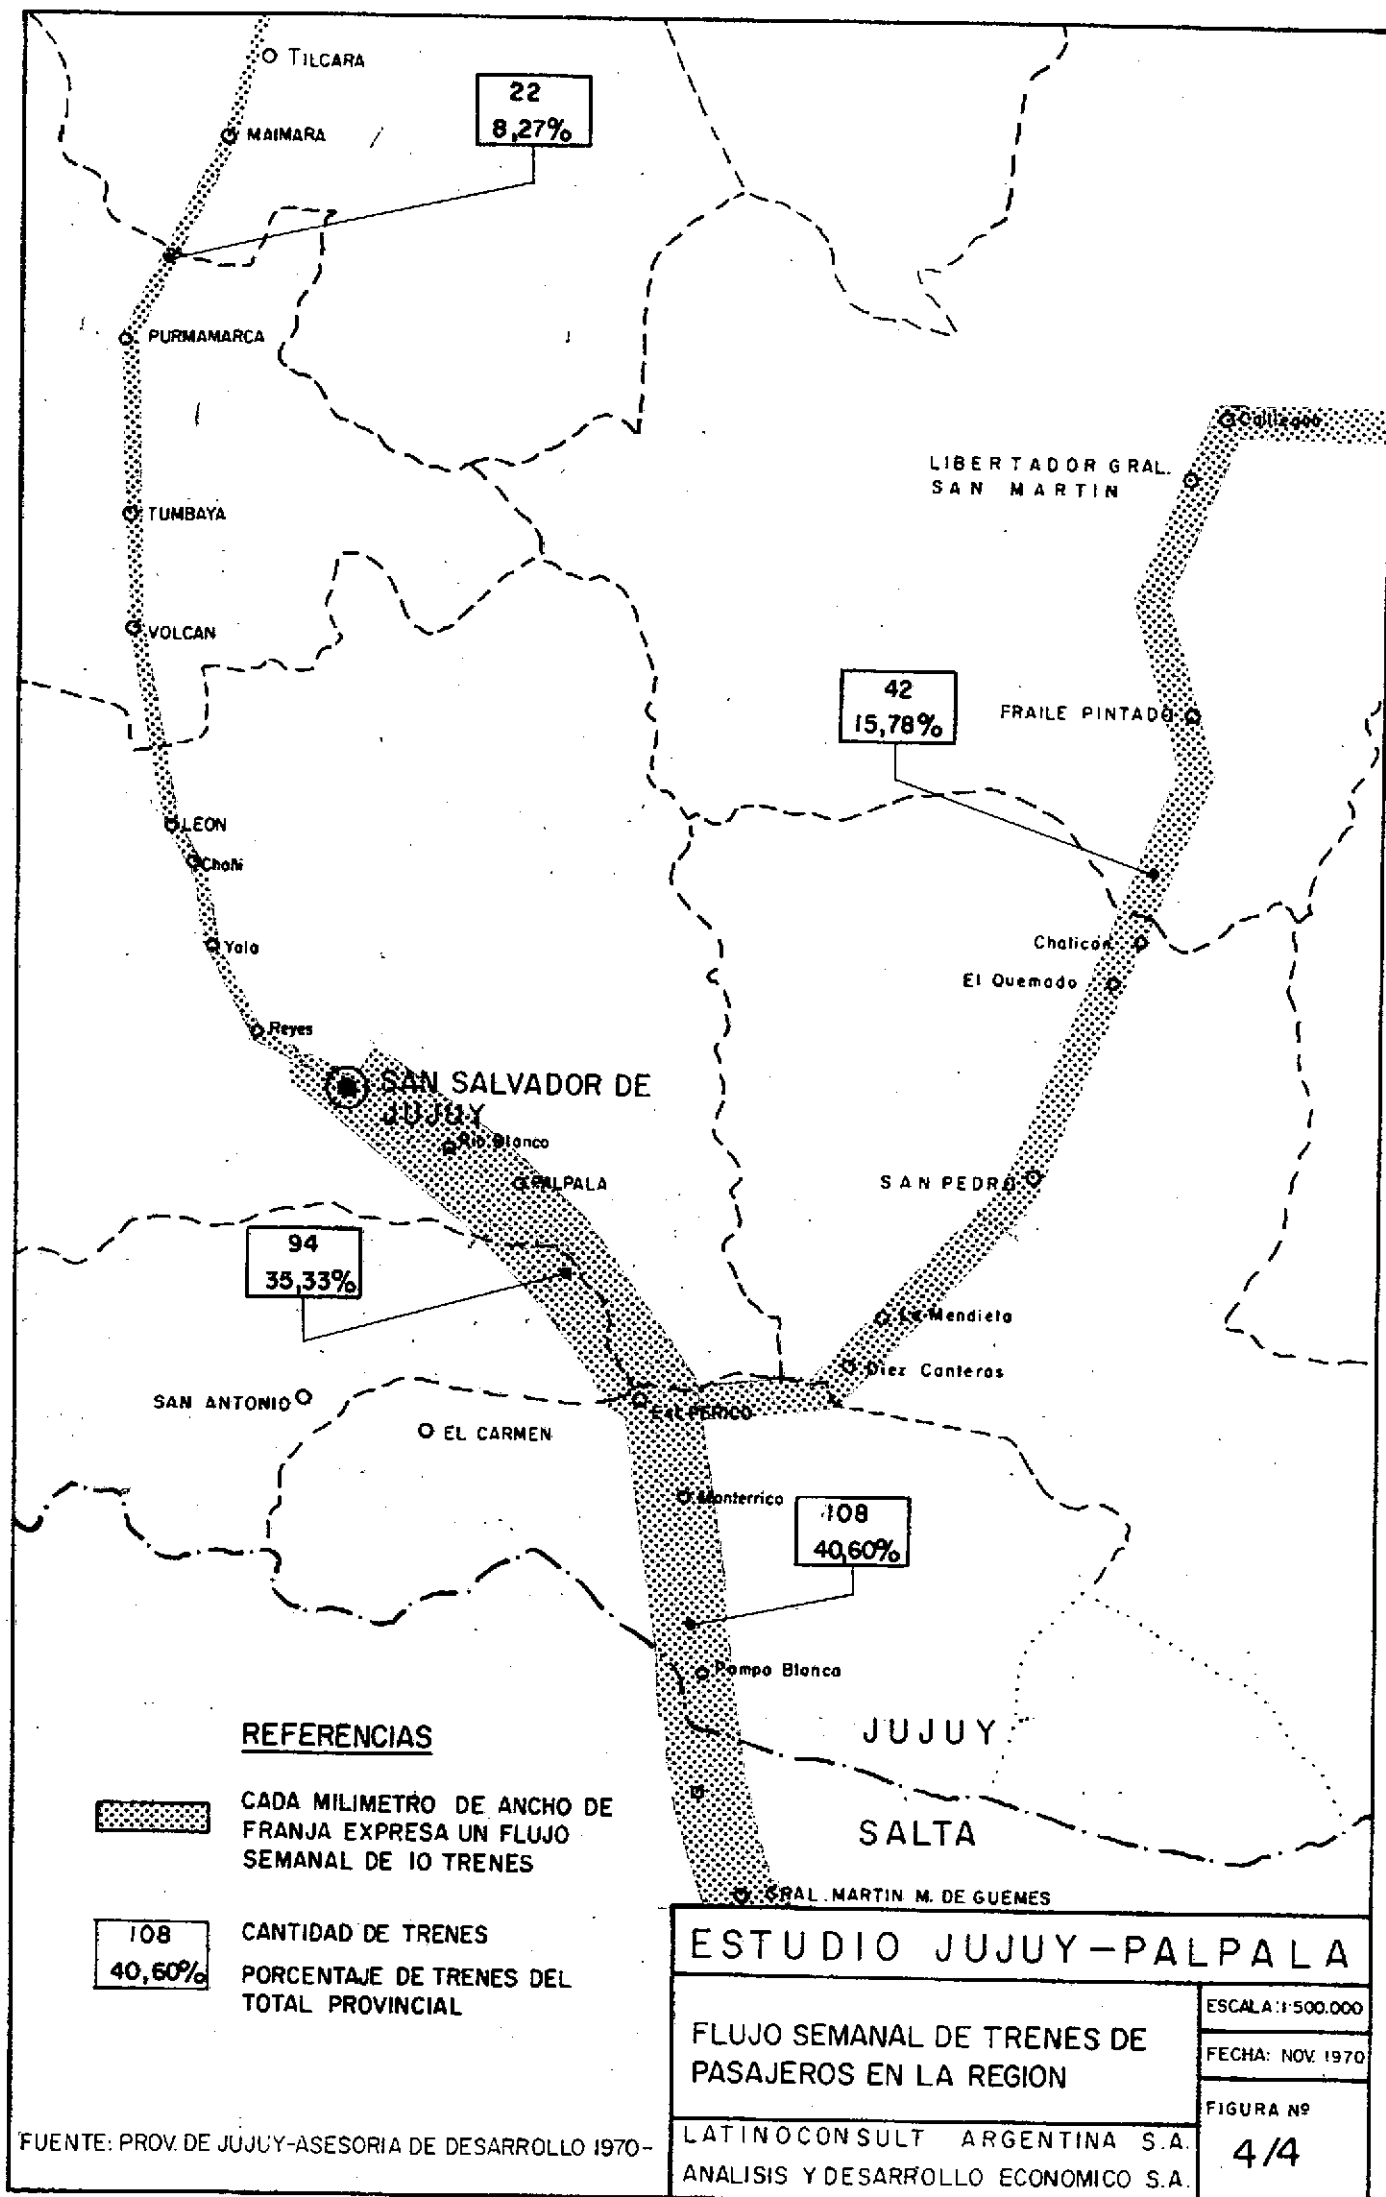 TILCARA
22
8,27%
MAIMARA
PURMAMARCA
Calilegua
LIBERTADOR GRAL.
SAN MARTIN
TUMBAYA
VOLCAN
42
15,78%
FRAILE PINTADO
LEON
Chañi
Yala
Chalican
El Quemado
Reyes
SAN SALVADOR DE
JUJUY
Rio Blanco
PALPALA
SAN PEDRO
94
35,33%
La Mendieta
Diez Canteras
SAN ANTONIO
EL CARMEN
PERICO
Monterrico
108
40,60%
Pampa Blanca
JUJUY
SALTA
GRAL. MARTIN M. DE GUEMES
REFERENCIAS
CADA MILIMETRO DE ANCHO DE
FRANJA EXPRESA UN FLUJO
SEMANAL DE 10 TRENES
108
40,60%
CANTIDAD DE TRENES
PORCENTAJE DE TRENES DEL
TOTAL PROVINCIAL
FUENTE: PROV. DE JUJUY-ASESORIA DE DESARROLLO 1970-
ESTUDIO JUJUY-PALPALA
FLUJO SEMANAL DE TRENES DE
PASAJEROS EN LA REGION
ESCALA: 1:500.000
FECHA: NOV. 1970
FIGURA Nº
4/4
LATINOCONSULT ARGENTINA S.A.
ANALISIS Y DESARROLLO ECONOMICO S.A.